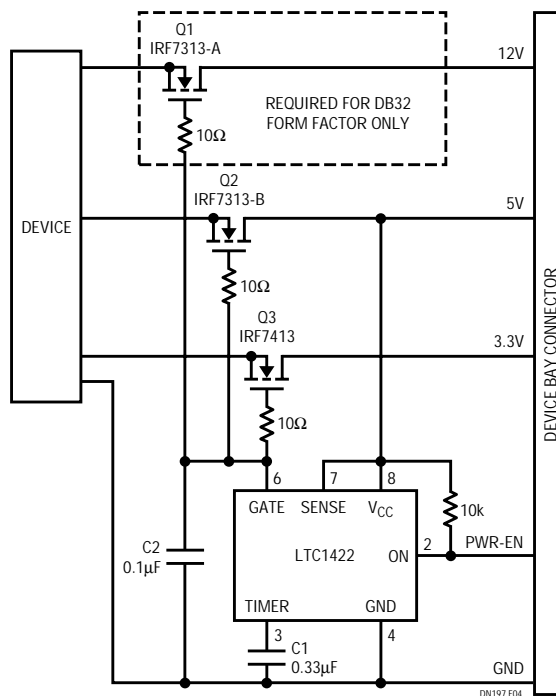 Q1
IRF7313-A
12V
REQUIRED FOR DB32
FORM FACTOR ONLY
10Ω
Q2
IRF7313-B
5V
DEVICE
10Ω
Q3
IRF7413
3.3V
DEVICE BAY CONNECTOR
10Ω
6
7
8
GATE
SENSE
VCC
10k
2
PWR-EN
LTC1422
ON
C2
0.1µF
TIMER
GND
3
4
C1
0.33µF
GND
DN197 F04